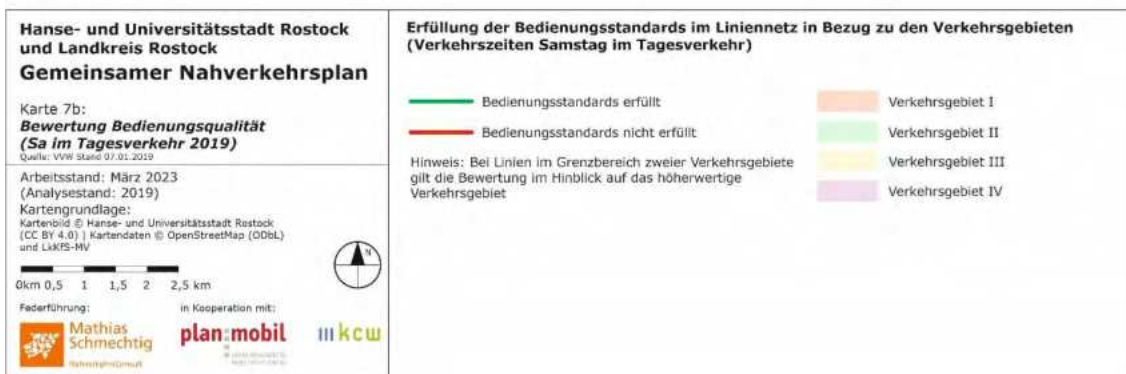 Hanse- und Universitätsstadt Rostock
und Landkreis Rostock
Gemeinsamer Nahverkehrsplan
Karte 7b:
Bewertung Bedienungsqualität
(Sa im Tagesverkehr 2019)
Quelle: VVW Stand 07.01.2019
Arbeitsstand: März 2023
(Analysestand: 2019)
Kartengrundlage:
Kartenbild © Hanse- und Universitätsstadt Rostock
(CC BY 4.0) | Kartendaten © OpenStreetMap (ODbL)
und LkKfS-MV
N
0km 0,5 1 1,5 2 2,5 km
Federführung:
in Kooperation mit:
Mathias
Schmechtig
NahverkehrsConsult
plan:mobil
kcw
Erfüllung der Bedienungsstandards im Liniennetz in Bezug zu den Verkehrsgebieten
(Verkehrszeiten Samstag im Tagesverkehr)
Bedienungsstandards erfüllt
Bedienungsstandards nicht erfüllt
Hinweis: Bei Linien im Grenzbereich zweier Verkehrsgebiete
gilt die Bewertung im Hinblick auf das höherwertige
Verkehrsgebiet
Verkehrsgebiet I
Verkehrsgebiet II
Verkehrsgebiet III
Verkehrsgebiet IV